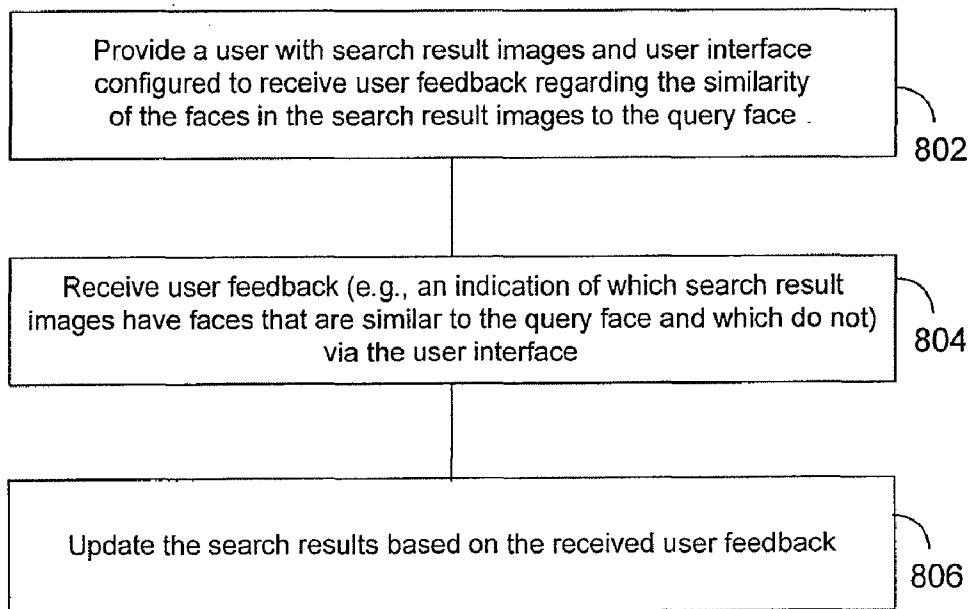 Provide a user with search result images and user interface
configured to receive user feedback regarding the similarity
of the faces in the search result images to the query face .
802
Receive user feedback (e.g., an indication of which search result
images have faces that are similar to the query face and which do not)
via the user interface
804
Update the search results based on the received user feedback
806